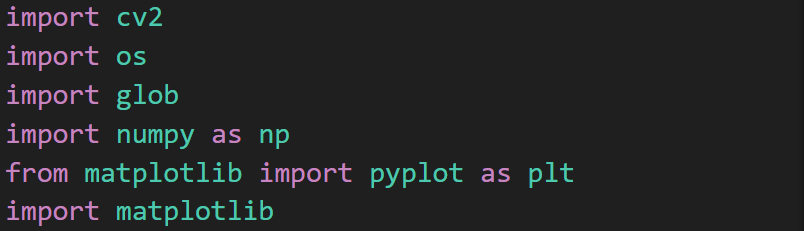 import cv2
import os
import glob
import numpy as np
from matplotlib import pyplot as plt
import matplotlib